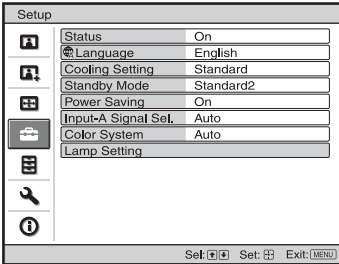 Setup
Status On
Language English
Cooling Setting Standard
Standby Mode Standard2
Power Saving On
Input-A Signal Sel. Auto
Color System Auto
Lamp Setting
Sel: Set: Exit: MENU